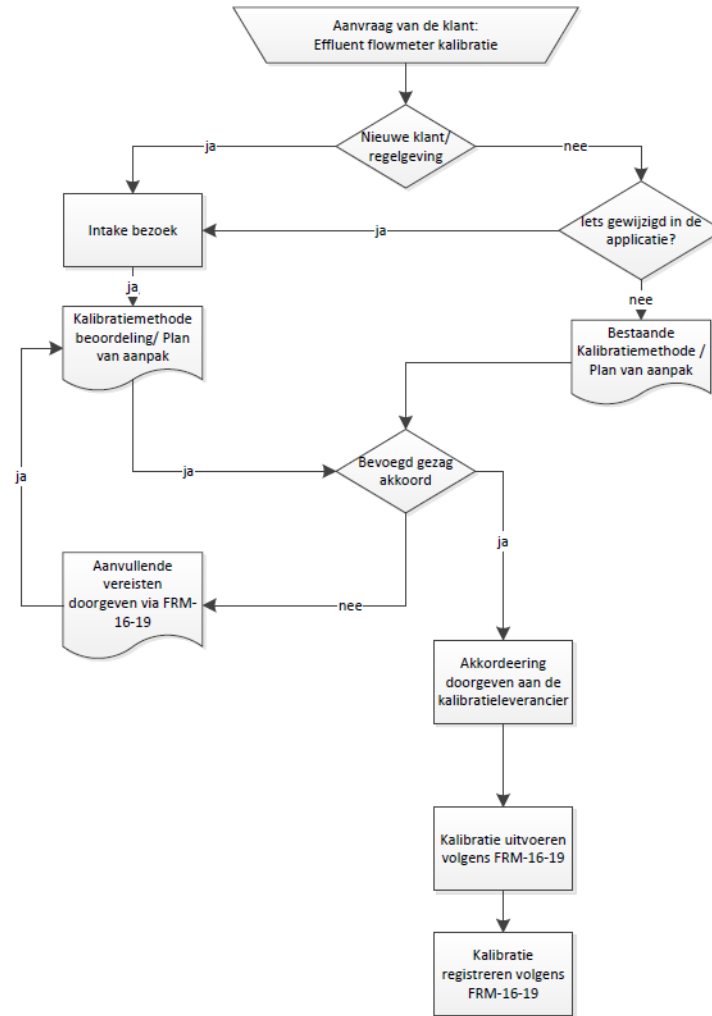 Aanvraag van de klant:
Effluent flowmeter kalibratie
Nieuwe klant/
regelgeving
ja
nee
Intake bezoek
ja
Iets gewijzigd in de
applicatie?
ja
nee
Kalibratiemethode
beoordeling/ Plan
van aanpak
Bestaande
Kalibratiemethode /
Plan van aanpak
Bevoegd gezag
akkoord
ja
ja
ja
Aanvullende
vereisten
doorgeven via FRM-
16-19
nee
Akkordeering
doorgeven aan de
kalibratieleverancier
Kalibratie uitvoeren
volgens FRM-16-19
Kalibratie
registreren volgens
FRM-16-19